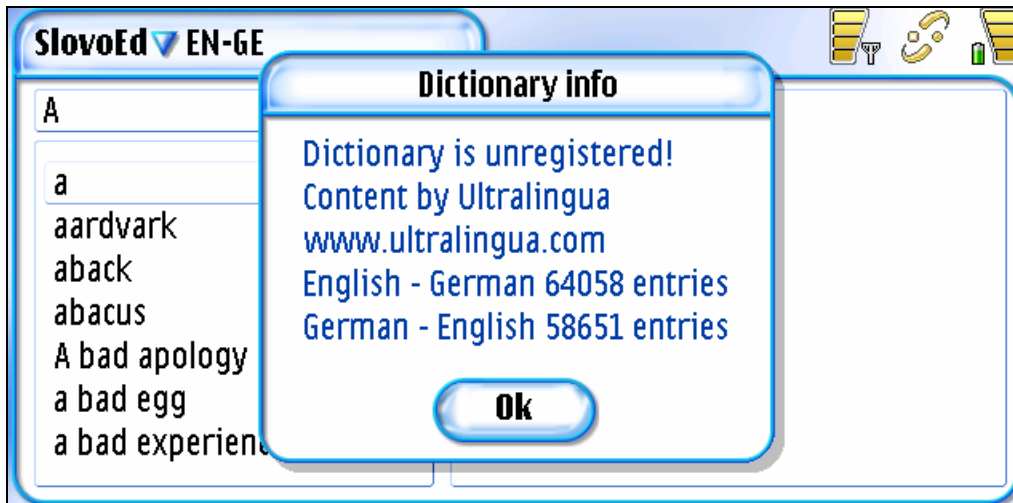 SlovoEd EN-GE
Dictionary info
Dictionary is unregistered!
Content by Ultralingua
www.ultralingua.com
English - German 64058 entries
German - English 58651 entries
Ok
A
a
aardvark
aback
abacus
A bad apology
a bad egg
a bad